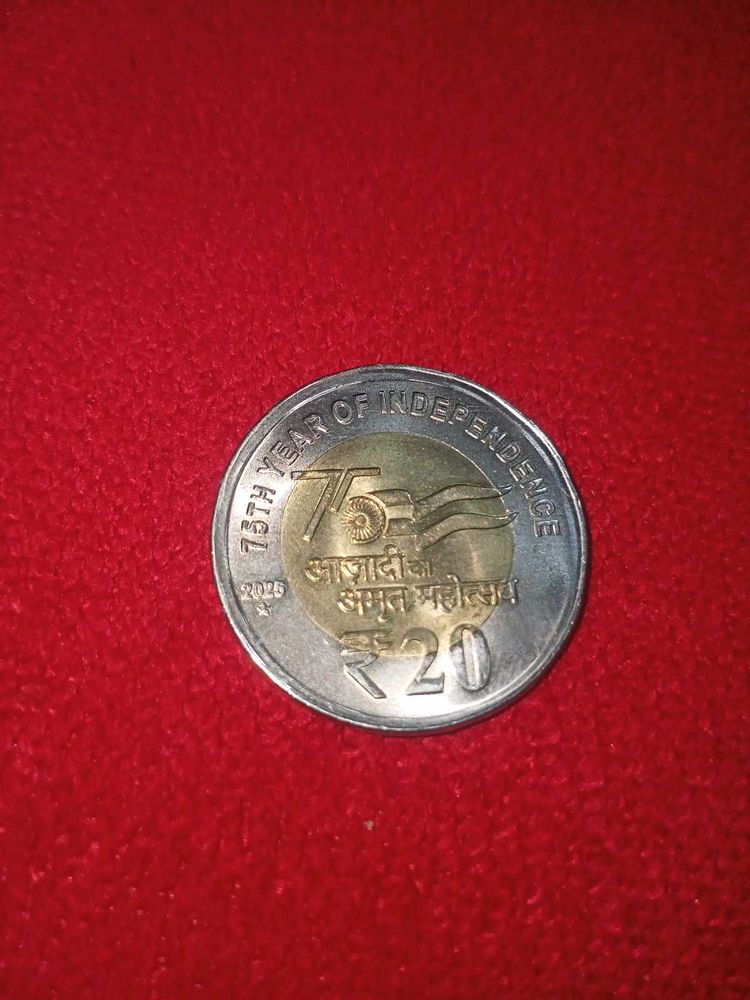 75TH YEAR OF INDEPENDENCE
75
आज़ादी का
अमृत महोत्सव
2025
₹20